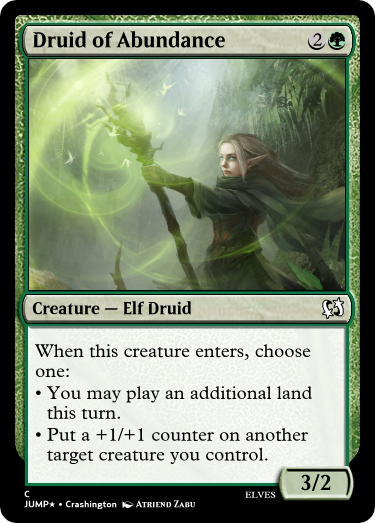 Druid of Abundance 2
Creature — Elf Druid
When this creature enters, choose
one:
• You may play an additional land
this turn.
• Put a +1/+1 counter on another
target creature you control.
3/2
C ELVES
JUMP★ • Crashington Atriend Zabu